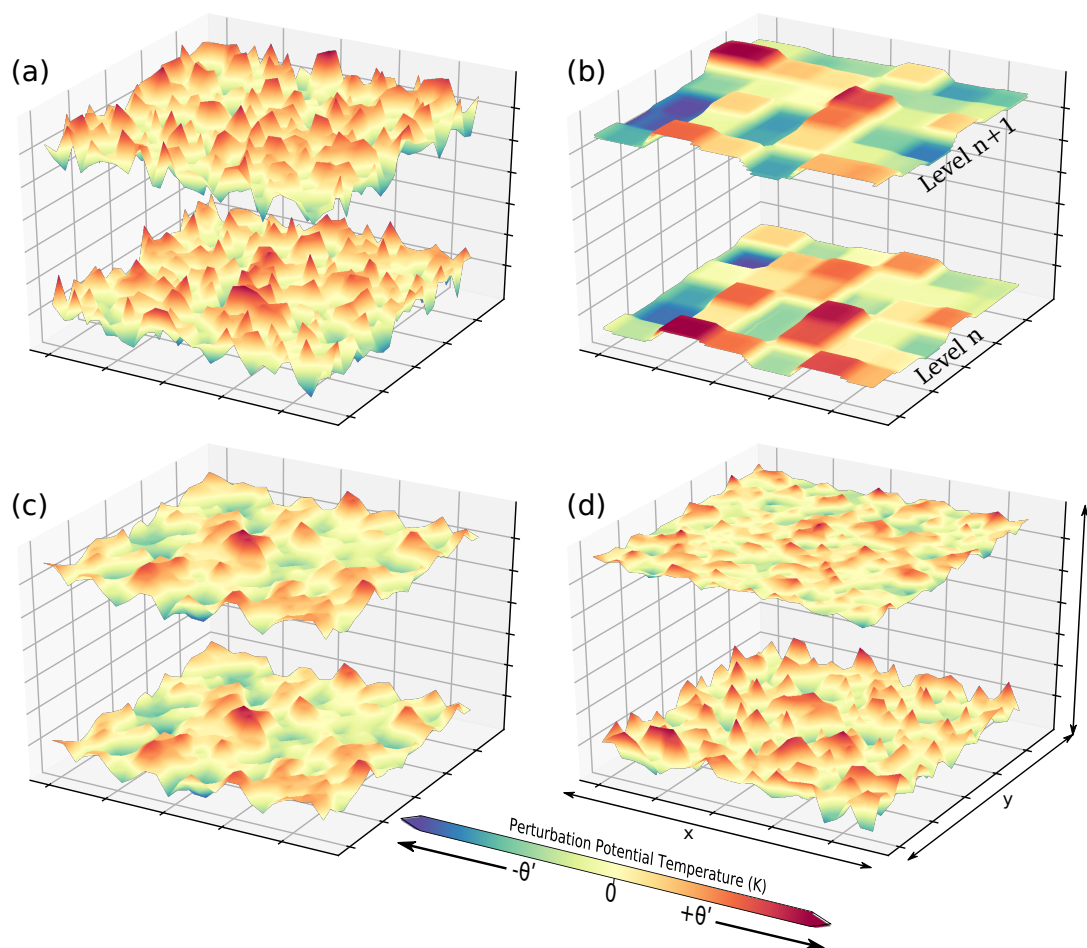 (a)
(b)
Level n+1
Level n
(c)
(d)
x
y
Perturbation Potential Temperature (K)
-θ'
0
+θ'